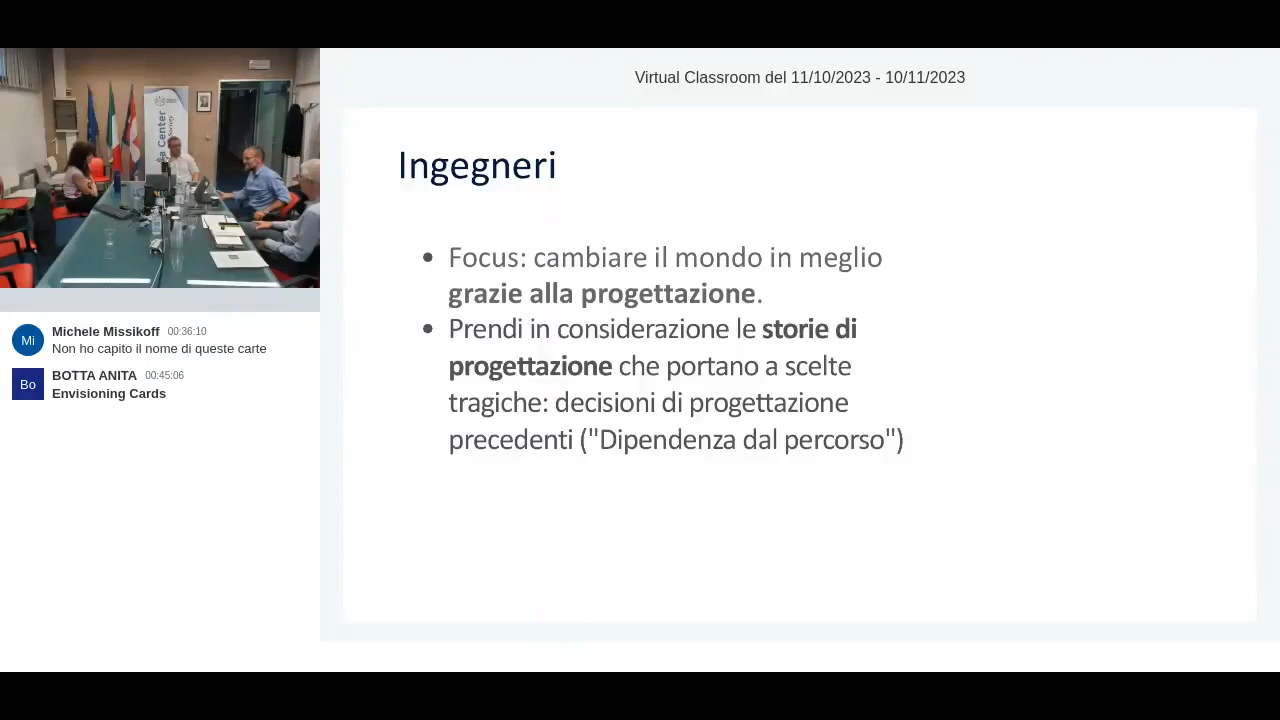 Virtual Classroom del 11/10/2023 - 10/11/2023
a Center
Society
Mi
Michele Missikoff 00:36:10
Non ho capito il nome di queste carte
Bo
BOTTA ANITA 00:45:06
Envisioning Cards
Ingegneri
• Focus: cambiare il mondo in meglio
grazie alla progettazione.
• Prendi in considerazione le storie di
progettazione che portano a scelte
tragiche: decisioni di progettazione
precedenti ("Dipendenza dal percorso")